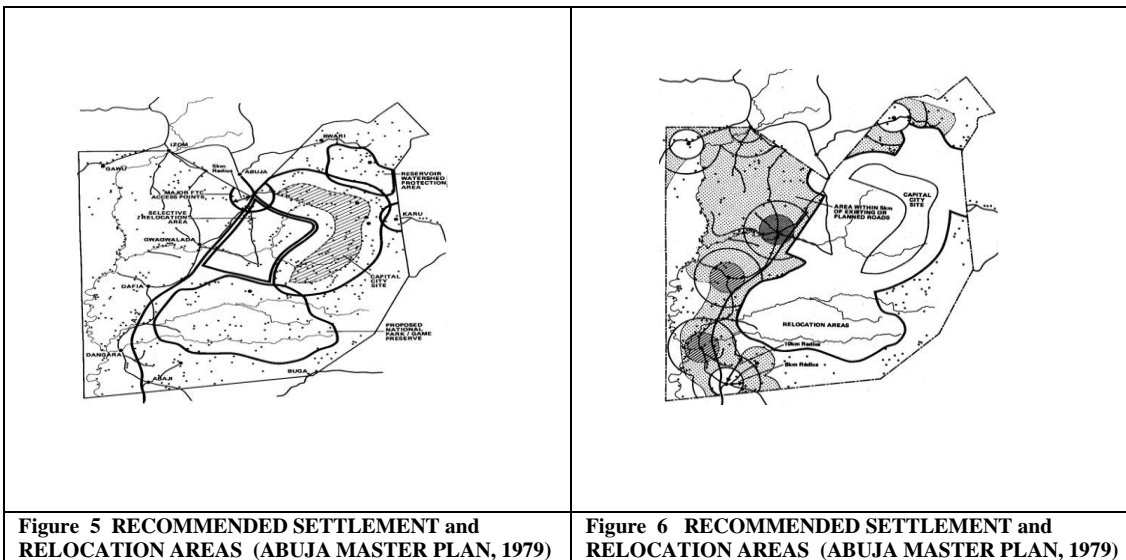 IZOM
BWARI
GAWU
5km
RADIUS
ABUJA
RESERVOIR
WATERSHED
PROTECTION
AREA
MAJOR FTC
ACCESS POINTS
SELECTIVE
RELOCATION
AREA
KARU
GWAGWALADA
CAPITAL
CITY
SITE
DAFIA
PROPOSED
NATIONAL
PARK / GAME
PRESERVE
DANGARA
ABAJI
BUGA
CAPITAL
CITY
SITE
AREA WITHIN 5km
OF EXISTING OR
PLANNED ROADS
RELOCATION AREAS
10km Radius
5km Radius
Figure 5 RECOMMENDED SETTLEMENT and
RELOCATION AREAS (ABUJA MASTER PLAN, 1979)
Figure 6 RECOMMENDED SETTLEMENT and
RELOCATION AREAS (ABUJA MASTER PLAN, 1979)